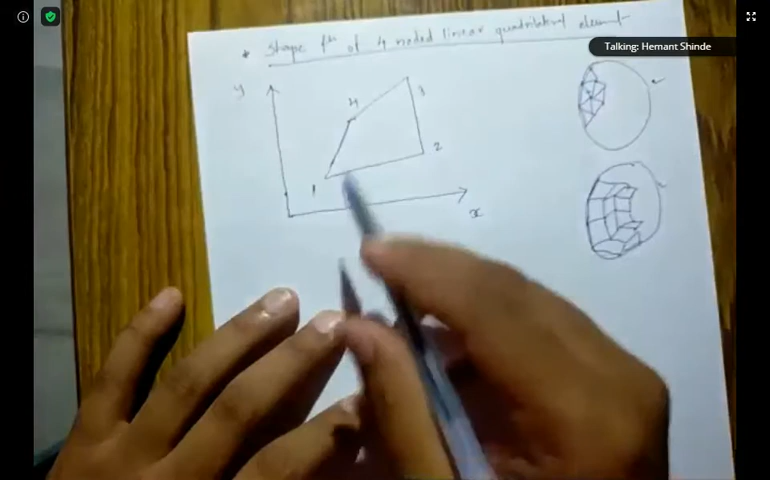 * Shape fⁿ of 4 noded linear quadrilateral element
Talking: Hemant Shinde
y
4
3
2
1
x